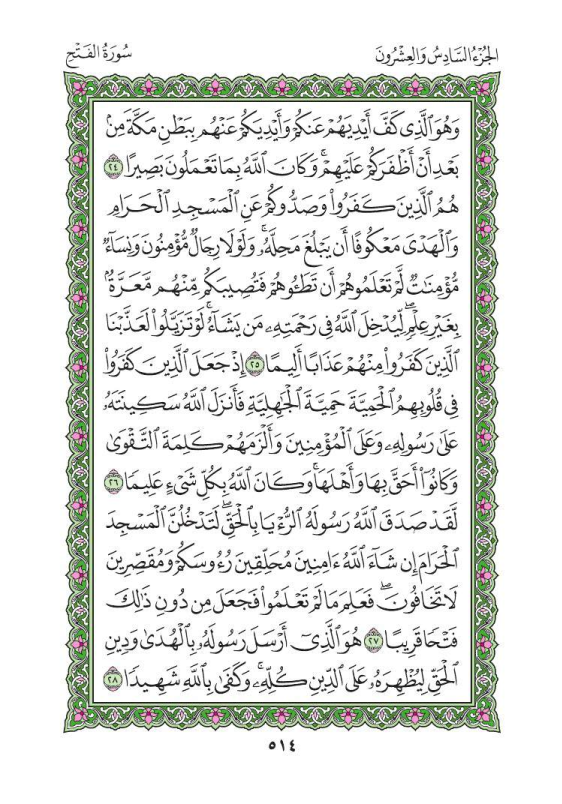 الجُزْءُ السَّادِسُ وَالعِشْرُونَ
سُورَةُ الفَتْحِ
وَهُوَ ٱلَّذِى كَفَّ أَيْدِيَهُمْ عَنكُمْ وَأَيْدِيَكُمْ عَنْهُم بِبَطْنِ مَكَّةَ مِنۢ
بَعْدِ أَنْ أَظْفَرَكُمْ عَلَيْهِمْ ۚ وَكَانَ ٱللَّهُ بِمَا تَعْمَلُونَ بَصِيرًا ٢٤
هُمُ ٱلَّذِينَ كَفَرُوا۟ وَصَدُّوكُمْ عَنِ ٱلْمَسْجِدِ ٱلْحَرَامِ
وَٱلْهَدْىَ مَعْكُوفًا أَن يَبْلُغَ مَحِلَّهُۥ ۚ وَلَوْلَا رِجَالٌ مُّؤْمِنُونَ وَنِسَآءٌ
مُّؤْمِنَـٰتٌ لَّمْ تَعْلَمُوهُمْ أَن تَطَـُٔوهُمْ فَتُصِيبَكُم مِّنْهُم مَّعَرَّةٌۢ
بِغَيْرِ عِلْمٍ ۖ لِّيُدْخِلَ ٱللَّهُ فِى رَحْمَتِهِۦ مَن يَشَآءُ ۚ لَوْ تَزَيَّلُوا۟ لَعَذَّبْنَا
ٱلَّذِينَ كَفَرُوا۟ مِنْهُمْ عَذَابًا أَلِيمًا ٢٥ إِذْ جَعَلَ ٱلَّذِينَ كَفَرُوا۟
فِى قُلُوبِهِمُ ٱلْحَمِيَّةَ حَمِيَّةَ ٱلْجَـٰهِلِيَّةِ فَأَنزَلَ ٱللَّهُ سَكِينَتَهُۥ
عَلَىٰ رَسُولِهِۦ وَعَلَى ٱلْمُؤْمِنِينَ وَأَلْزَمَهُمْ كَلِمَةَ ٱلتَّقْوَىٰ
وَكَانُوٓا۟ أَحَقَّ بِهَا وَأَهْلَهَا ۚ وَكَانَ ٱللَّهُ بِكُلِّ شَىْءٍ عَلِيمًا ٢٦
لَّقَدْ صَدَقَ ٱللَّهُ رَسُولَهُ ٱلرُّءْيَا بِٱلْحَقِّ ۖ لَتَدْخُلُنَّ ٱلْمَسْجِدَ
ٱلْحَرَامَ إِن شَآءَ ٱللَّهُ ءَامِنِينَ مُحَلِّقِينَ رُءُوسَكُمْ وَمُقَصِّرِينَ
لَا تَخَافُونَ ۖ فَعَلِمَ مَا لَمْ تَعْلَمُوا۟ فَجَعَلَ مِن دُونِ ذَٰلِكَ
فَتْحًا قَرِيبًا ٢٧ هُوَ ٱلَّذِىٓ أَرْسَلَ رَسُولَهُۥ بِٱلْهُدَىٰ وَدِينِ
ٱلْحَقِّ لِيُظْهِرَهُۥ عَلَى ٱلدِّينِ كُلِّهِۦ ۚ وَكَفَىٰ بِٱللَّهِ شَهِيدًا ٢٨
٥١٤